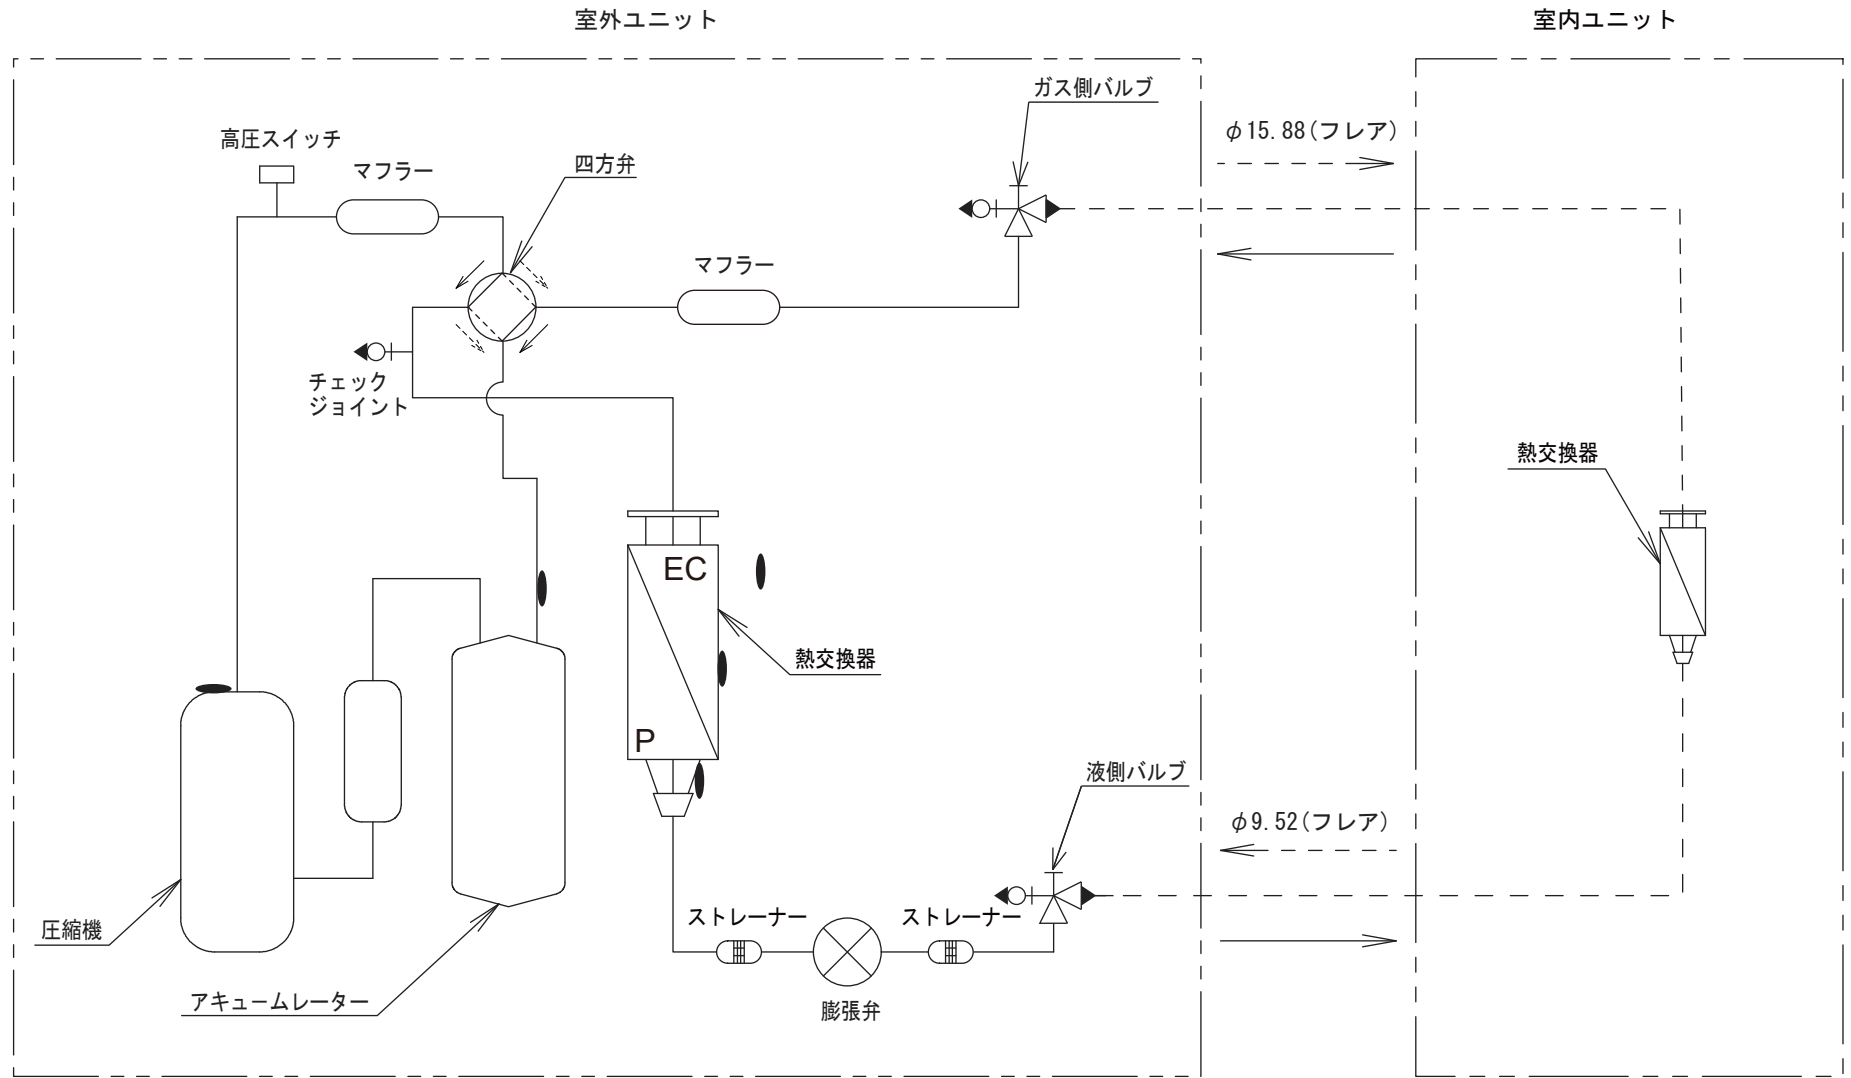 室外ユニット
室内ユニット
ガス側バルブ
φ15.88(フレア)
高圧スイッチ
マフラー
四方弁
マフラー
チェック
ジョイント
熱交換器
EC
熱交換器
P
液側バルブ
φ9.52(フレア)
ストレーナー
ストレーナー
圧縮機
アキュームレーター
膨張弁